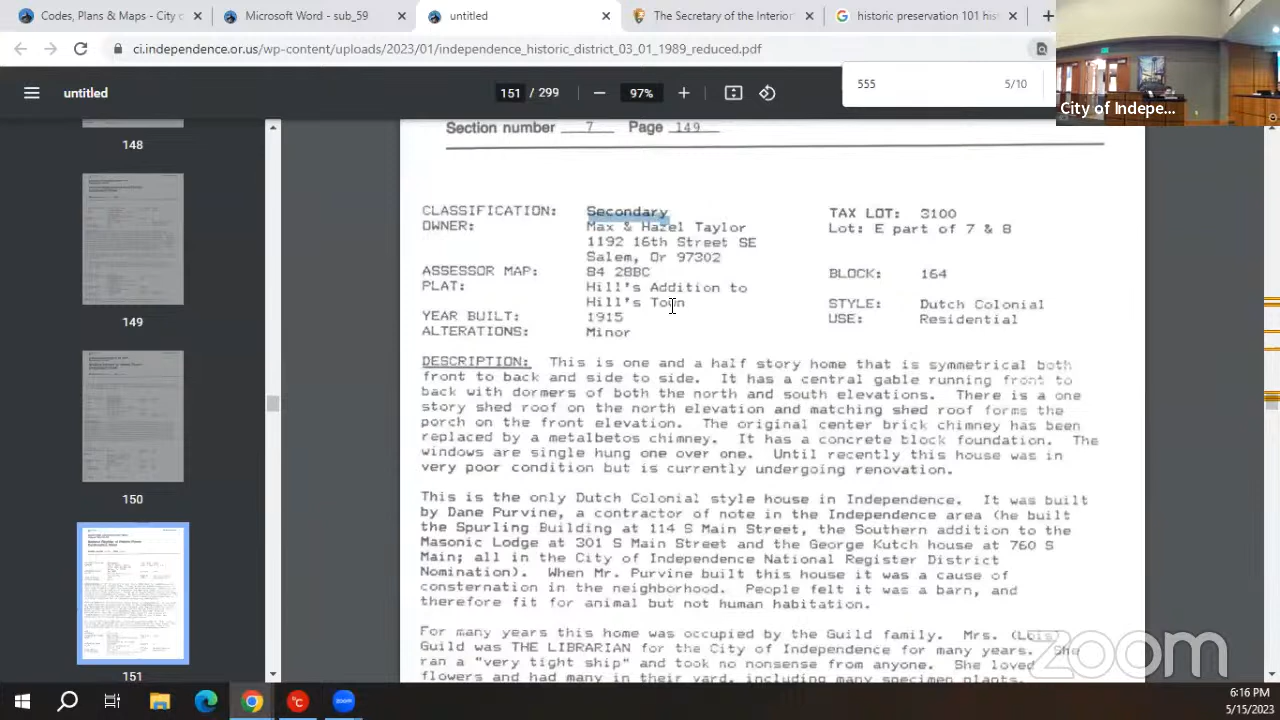 Codes, Plans & Maps - City c
Microsoft Word - sub_59
untitled
The Secretary of the Interior
historic preservation 101 his
ci.independence.or.us/wp-content/uploads/2023/01/independence_historic_district_03_01_1989_reduced.pdf
555
5/10
untitled
151 / 299
97%
City of Indepe...
Section number 7 Page 149
148
149
150
151
CLASSIFICATION: Secondary TAX LOT: 3100
OWNER: Max & Hazel Taylor Lot: E part of 7 & 8
1192 16th Street SE
Salem, Or 97302
ASSESSOR MAP: 84 28BC BLOCK: 164
PLAT: Hill's Addition to
Hill's Town STYLE: Dutch Colonial
YEAR BUILT: 1915 USE: Residential
ALTERATIONS: Minor
DESCRIPTION: This is one and a half story home that is symmetrical both
front to back and side to side. It has a central gable running front to
back with dormers of both the north and south elevations. There is a one
story shed roof on the north elevation and matching shed roof forms the
porch on the front elevation. The original center brick chimney has been
replaced by a metalbetos chimney. It has a concrete block foundation. The
windows are single hung one over one. Until recently this house was in
very poor condition but is currently undergoing renovation.
This is the only Dutch Colonial style house in Independence. It was built
by Dane Purvine, a contractor of note in the Independence area (he built
the Spurling Building at 114 S Main Street, the Southern addition to the
Masonic Lodge at 301 S Main Street and the George Kutch house at 760 S
Main; all in the City of Independence National Register District
Nomination). When Mr. Purvine built this house it was a cause of
consternation in the neighborhood. People felt it was a barn, and
therefore fit for animal but not human habitation.
For many years this home was occupied by the Guild family. Mrs. (Lois)
Guild was THE LIBRARIAN for the City of Independence for many years. She
ran a "very tight ship" and took no nonsense from anyone. She loved
flowers and had many in their yard, including many specimen plants.
zoom
zoom
6:16 PM
5/15/2023